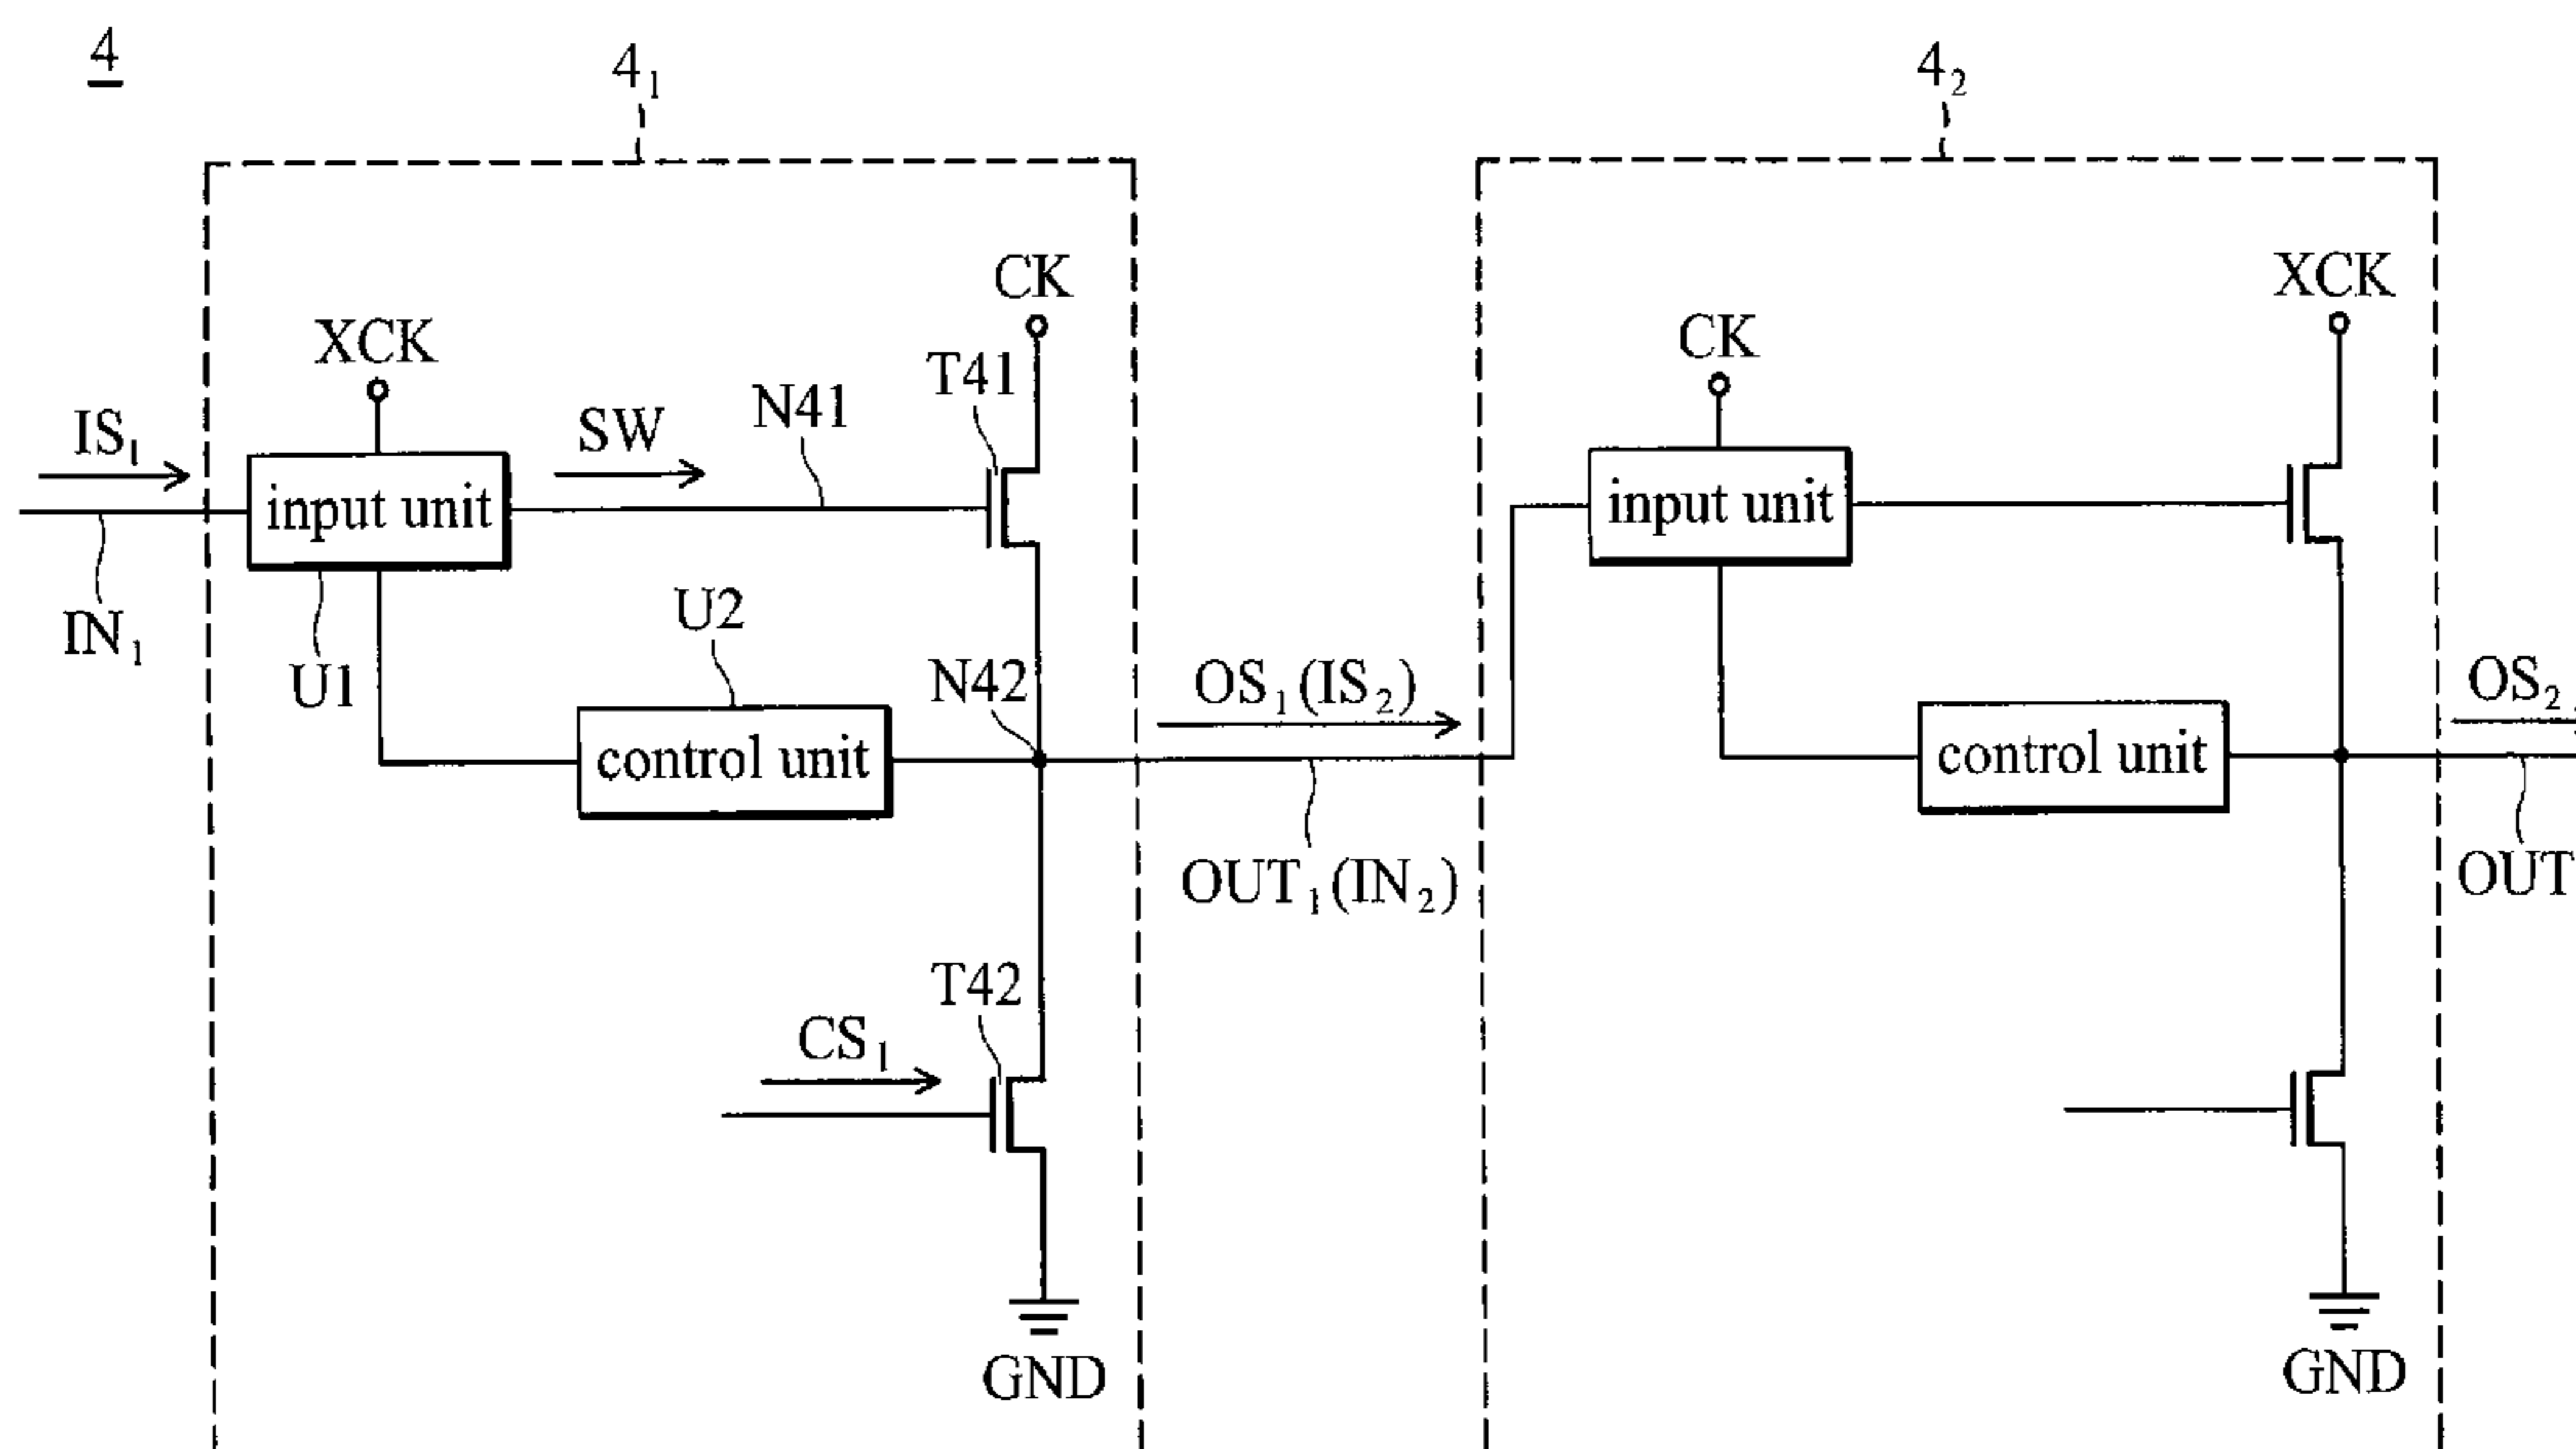 4
4₁
4₂
CK
XCK
XCK
CK
T41
IS₁
SW
N41
input unit
input unit
IN₁
U1
U2
N42
OS₁(IS₂)
OS₂
control unit
control unit
OUT₁(IN₂)
OUT
T42
CS₁
GND
GND